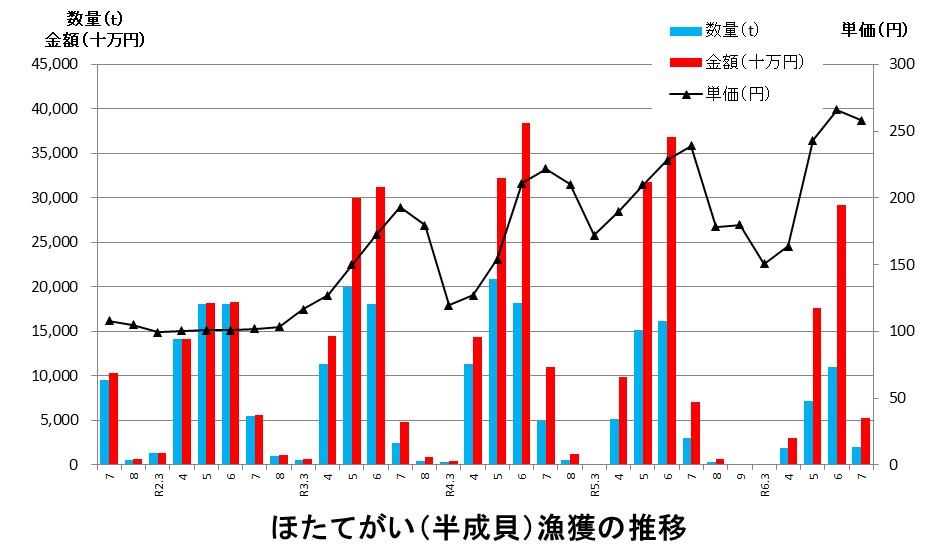 数量(t)
金額(十万円)
単価(円)
数量(t)
金額(十万円)
単価(円)
45,000
40,000
35,000
30,000
25,000
20,000
15,000
10,000
5,000
0
300
250
200
150
100
50
0
7 8 R2.3 4 5 6 7 8 R3.3 4 5 6 7 8 R4.3 4 5 6 7 8 R5.3 4 5 6 7 8 9 R6.3 4 5 6 7
ほたてがい(半成貝)漁獲の推移